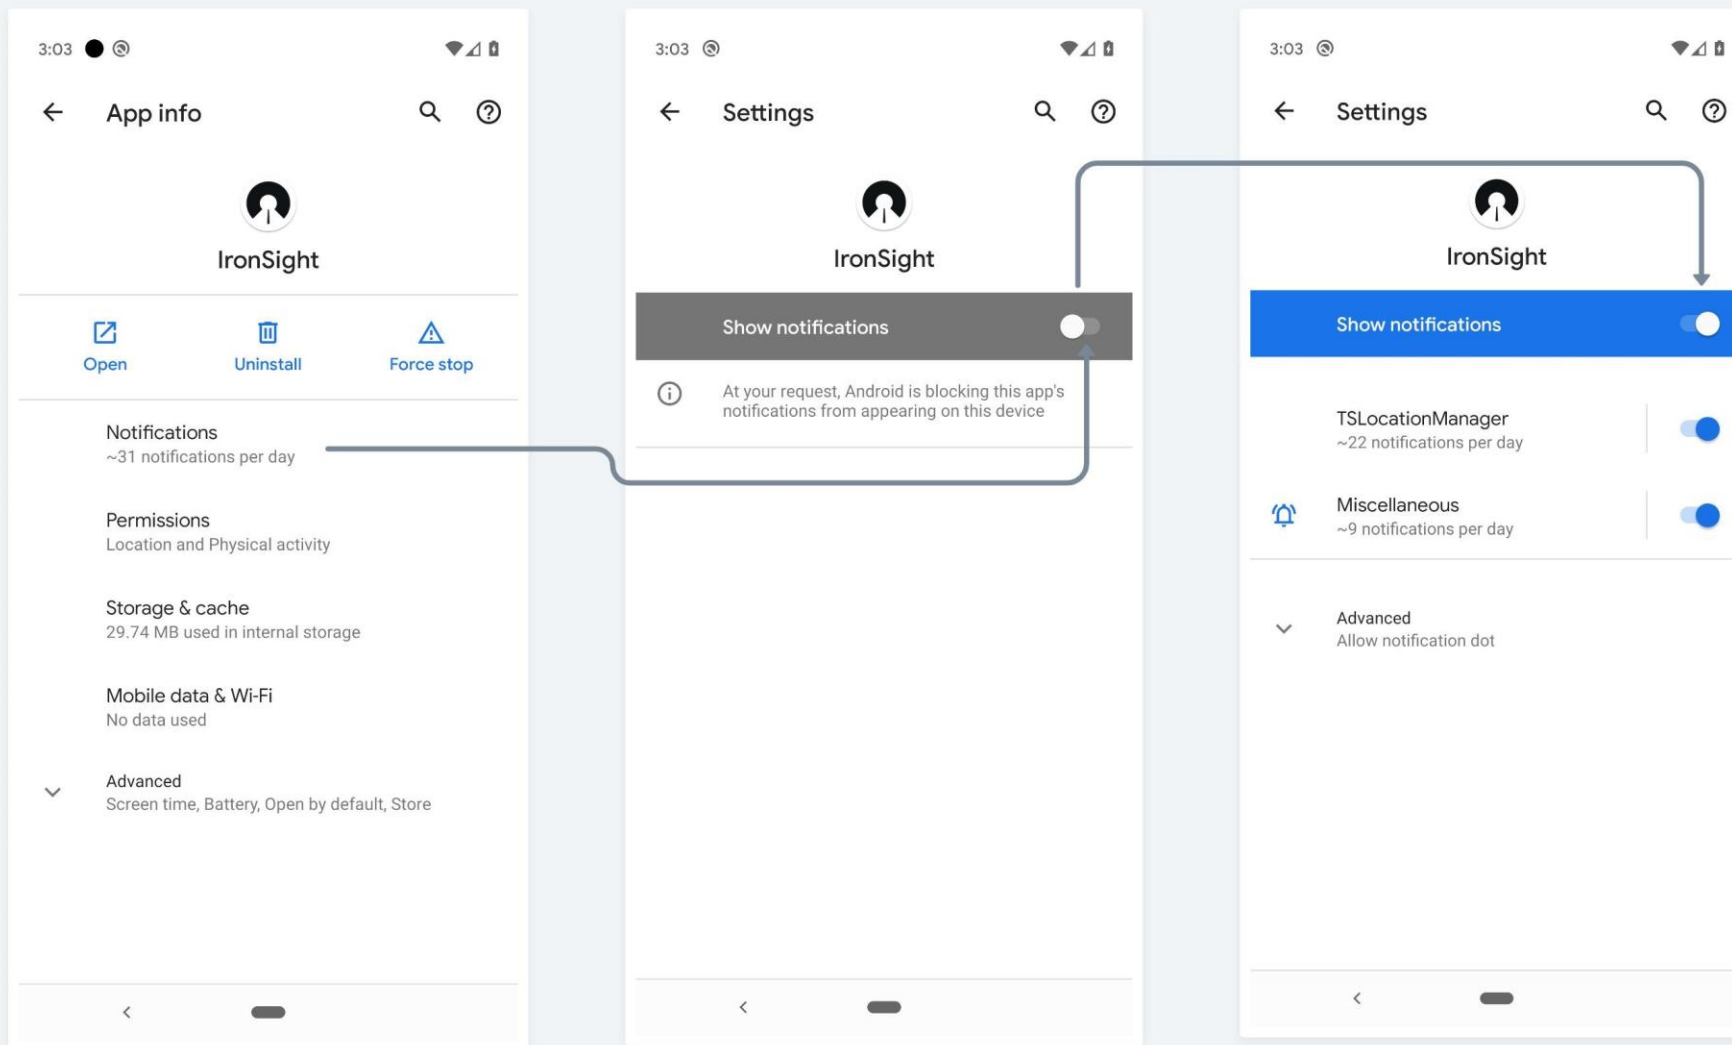 3:03
App info
IronSight
Open
Uninstall
Force stop
Notifications
~31 notifications per day
Permissions
Location and Physical activity
Storage & cache
29.74 MB used in internal storage
Mobile data & Wi-Fi
No data used
Advanced
Screen time, Battery, Open by default, Store
3:03
Settings
IronSight
Show notifications
At your request, Android is blocking this app's
notifications from appearing on this device
3:03
Settings
IronSight
Show notifications
TSLocationManager
~22 notifications per day
Miscellaneous
~9 notifications per day
Advanced
Allow notification dot